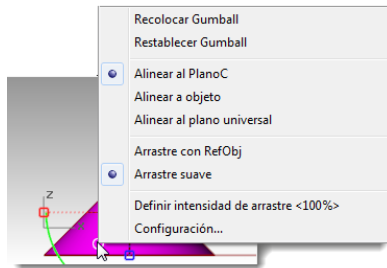 Recolocar Gumball
Restablecer Gumball
Alinear al PlanoC
Alinear a objeto
Alinear al plano universal
Arrastre con RefObj
Arrastre suave
Definir intensidad de arrastre <100%>
Configuración...
z